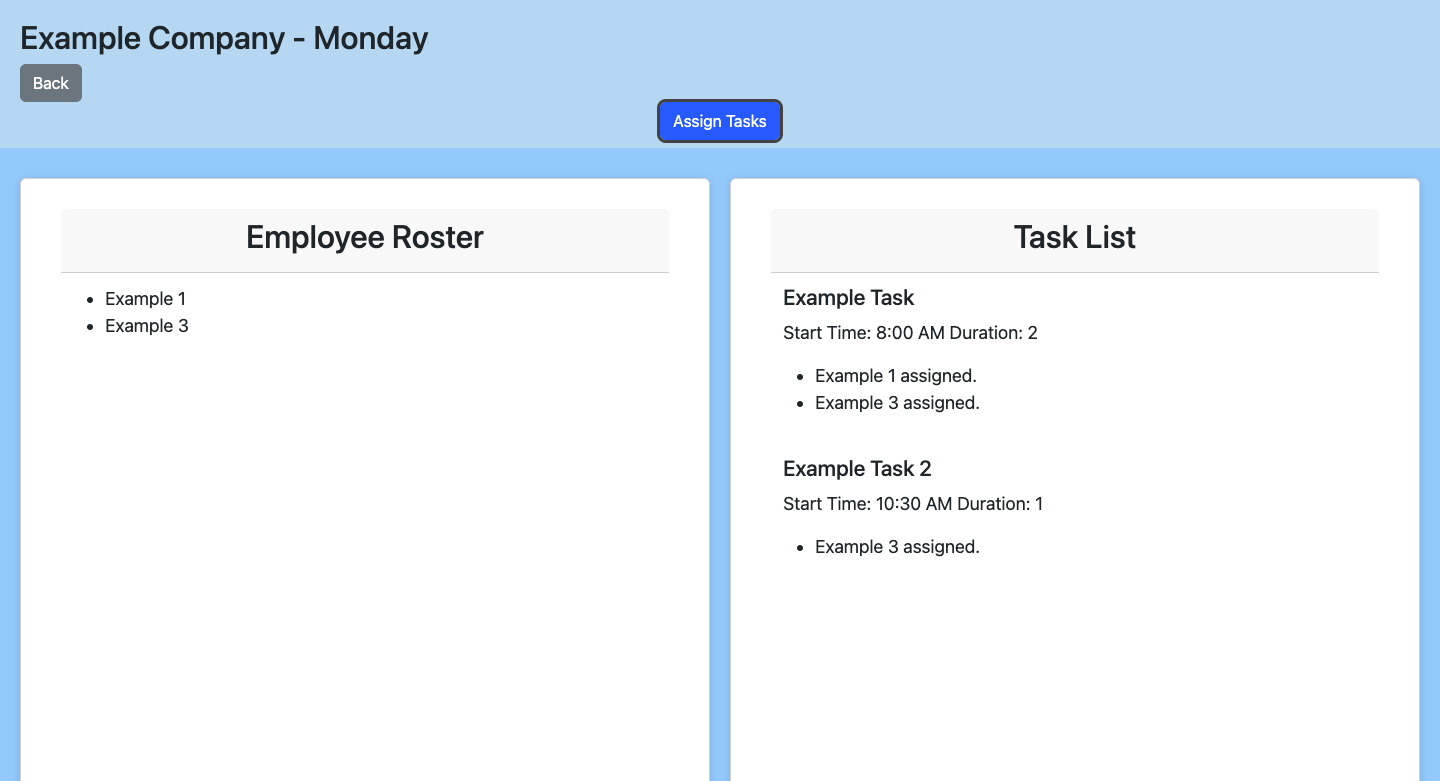 Example Company - Monday
Back
Assign Tasks
Employee Roster
Example 1
Example 3
Task List
Example Task
Start Time: 8:00 AM Duration: 2
Example 1 assigned.
Example 3 assigned.
Example Task 2
Start Time: 10:30 AM Duration: 1
Example 3 assigned.